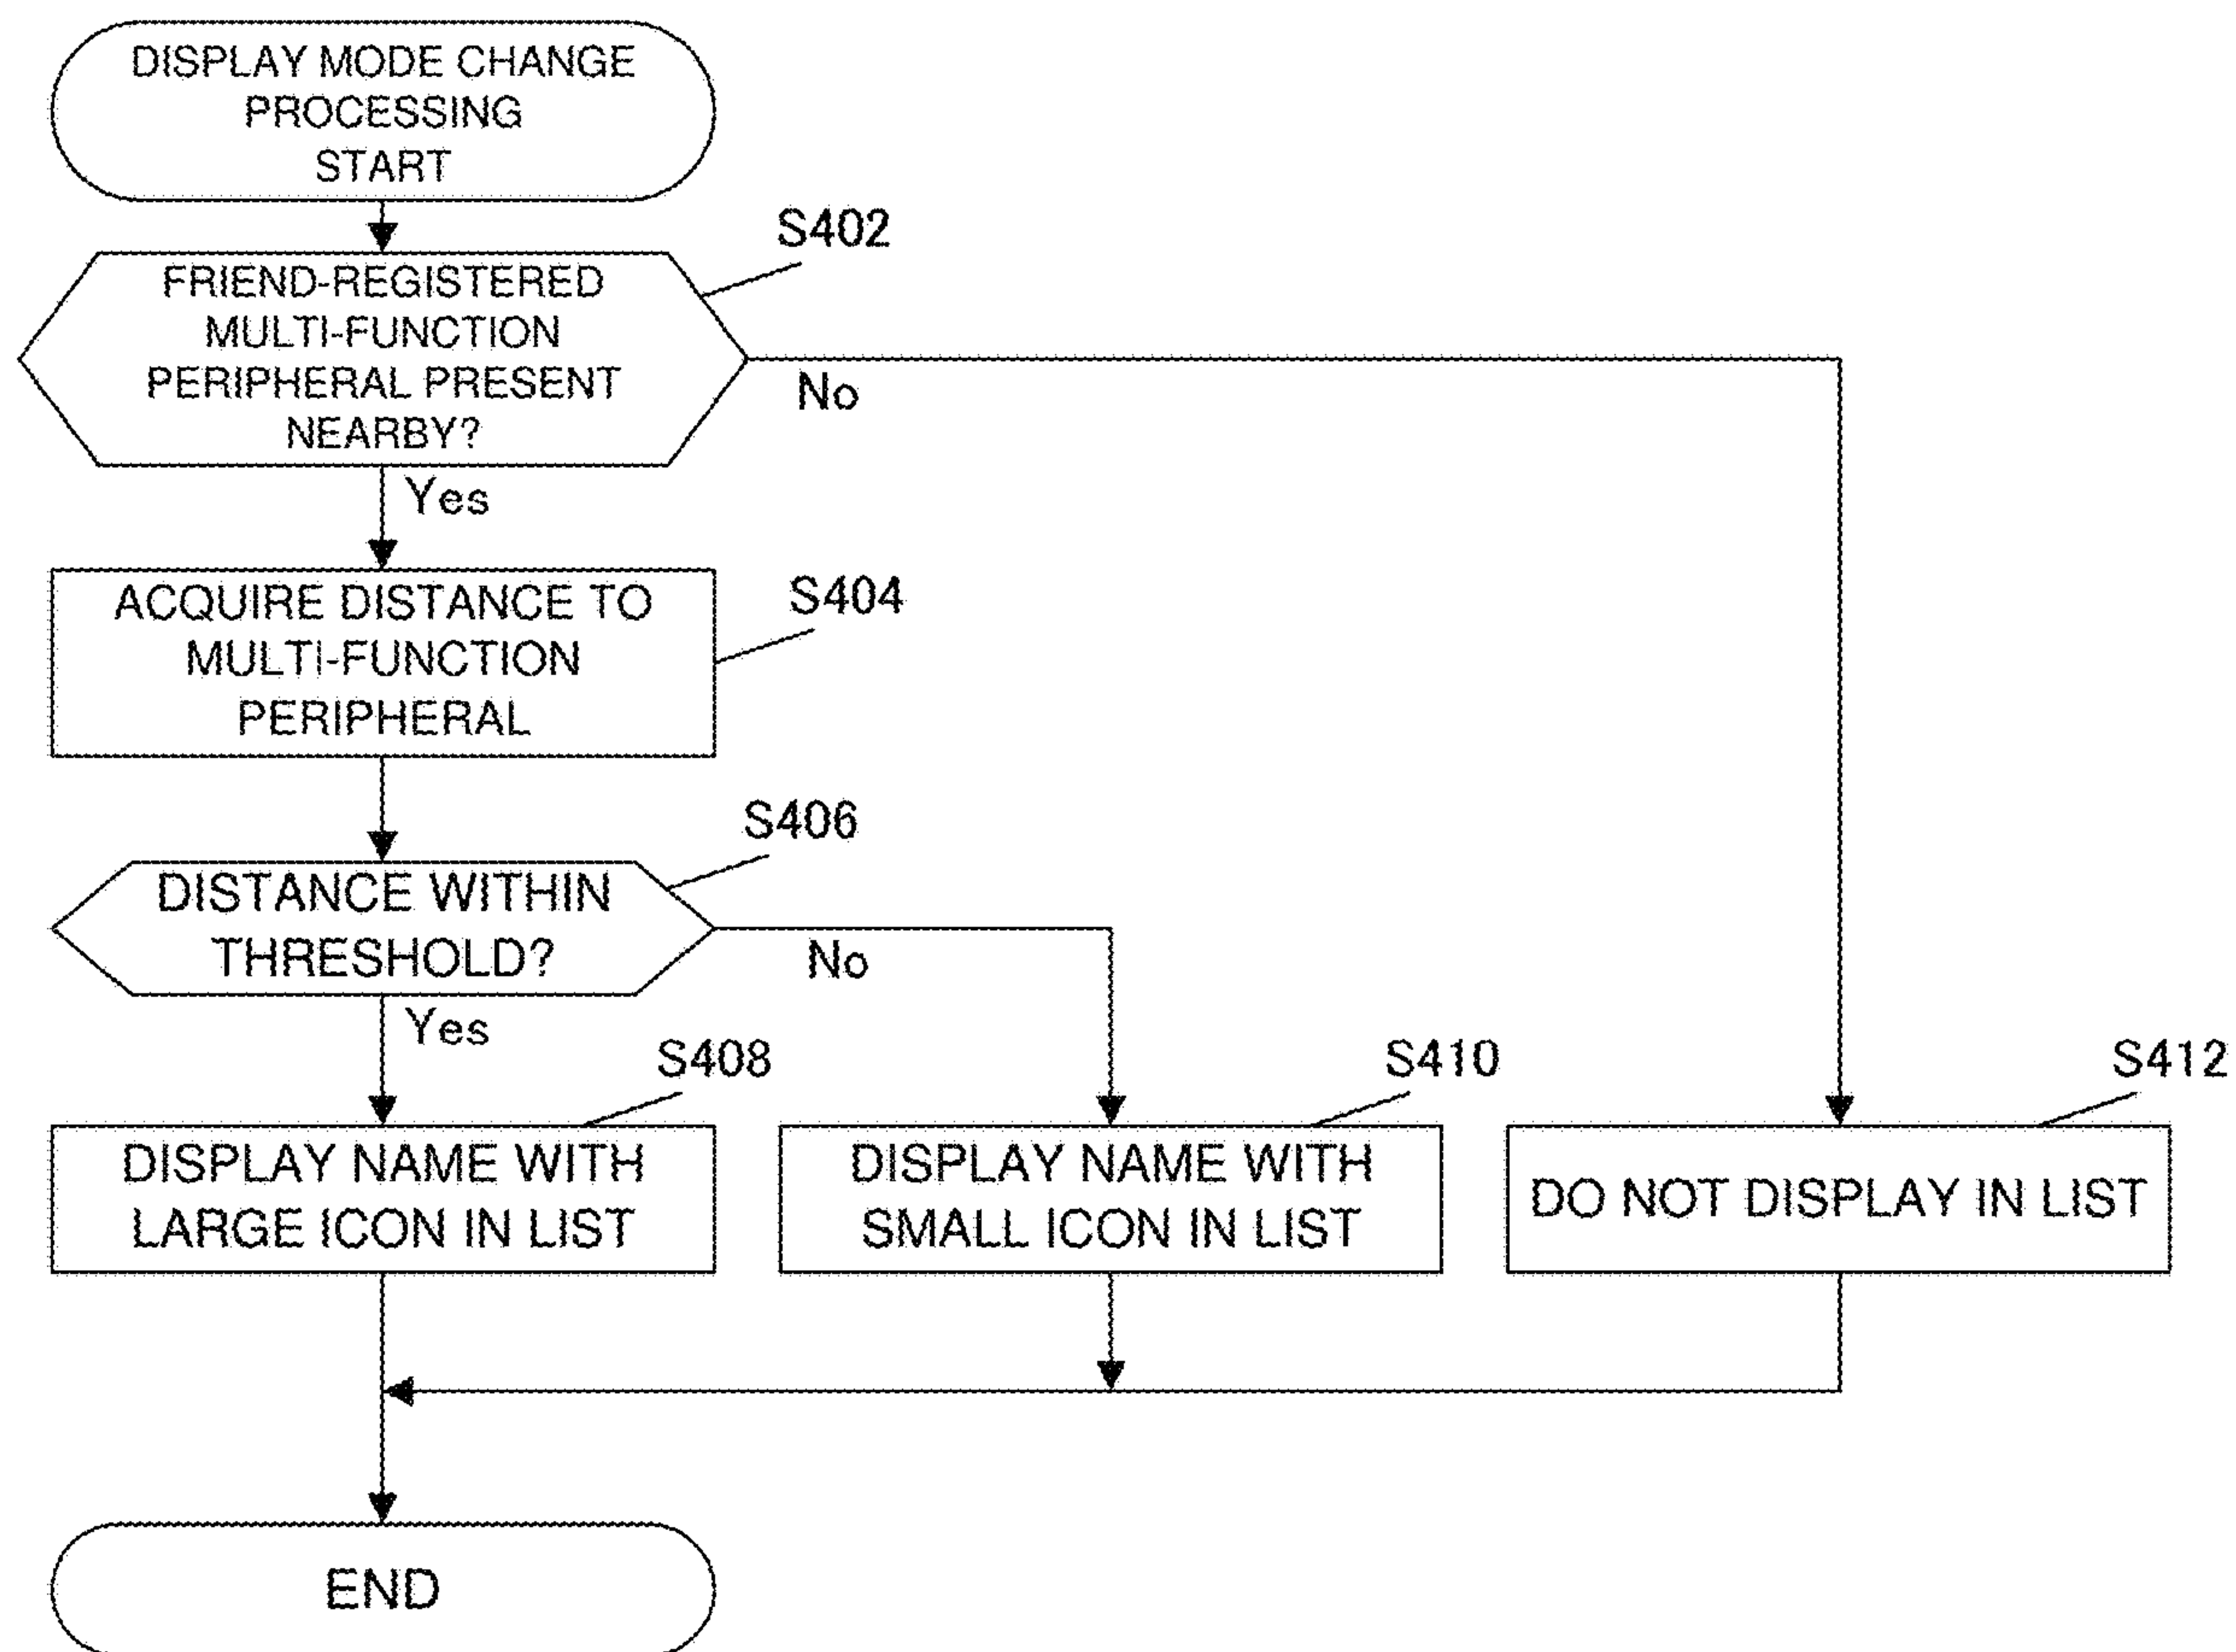 DISPLAY MODE CHANGE
PROCESSING
START
S402
FRIEND-REGISTERED
MULTI-FUNCTION
PERIPHERAL PRESENT
NEARBY?
No
Yes
S404
ACQUIRE DISTANCE TO
MULTI-FUNCTION
PERIPHERAL
S406
DISTANCE WITHIN
THRESHOLD?
No
Yes
S408
DISPLAY NAME WITH
LARGE ICON IN LIST
S410
DISPLAY NAME WITH
SMALL ICON IN LIST
S412
DO NOT DISPLAY IN LIST
END